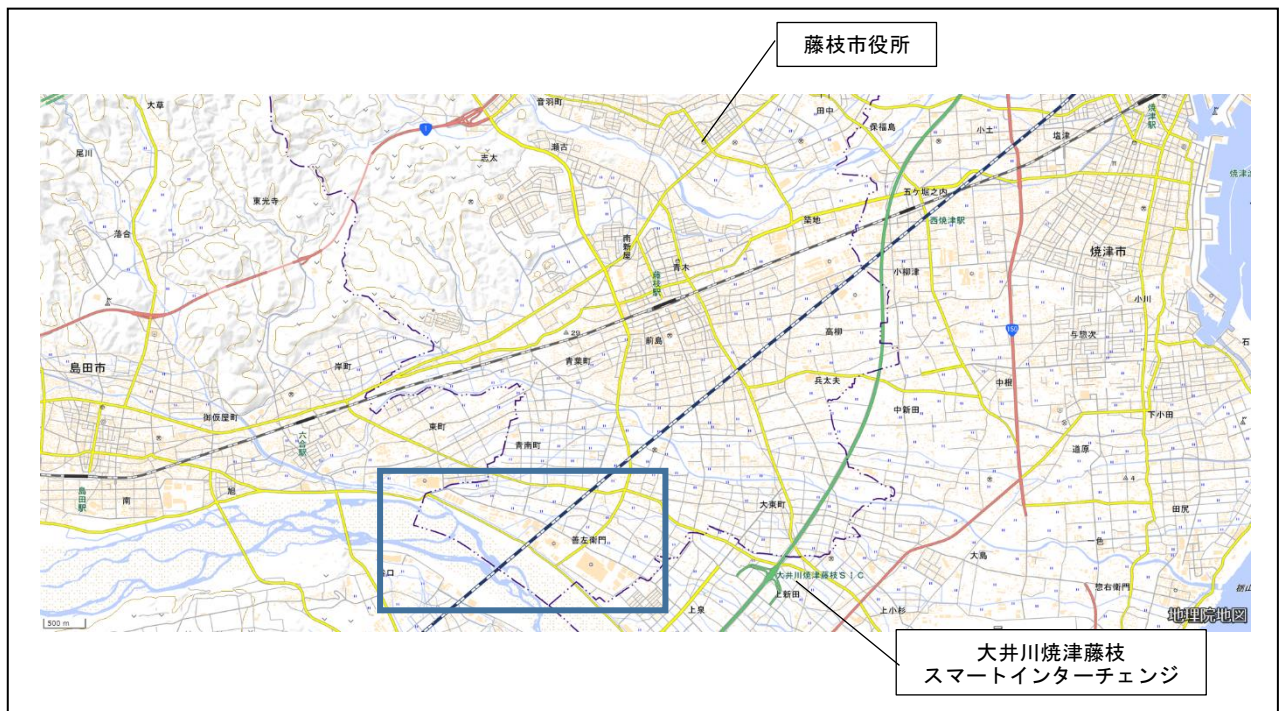 藤枝市役所
大草
音羽町
田中
保福島
小土
塩津
焼津駅
1
尾川
瀬古
志太
東光寺
五ケ堀之内
西焼津駅
築地
落合
南新屋
青木
藤枝駅
焼津市
小柳津
小川
29
高柳
150
与惣次
前島
島田市
岸町
青葉町
兵太夫
中根
御仮屋町
中新田
下小田
東町
六合駅
青南町
道原
4
島田駅
南
旭
大東町
田尻
善左衛門
一色
大島
大井川焼津藤枝SIC
惣右衛門
上新田
栃山
上泉
上小杉
500 m
地理院地図
大井川焼津藤枝
スマートインターチェンジ